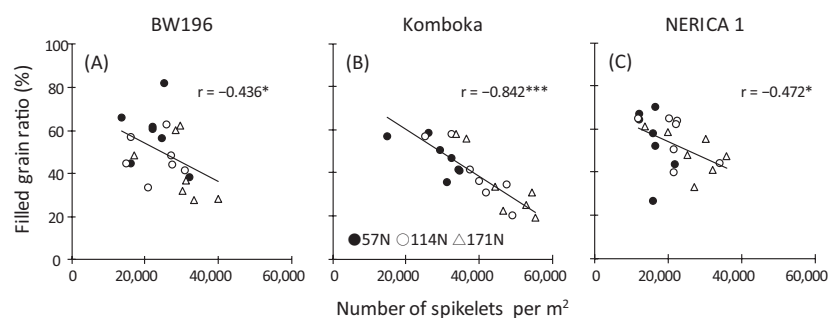 BW196 Komboka NERICA 1
(A) (B) (C)
r = −0.436* r = −0.842*** r = −0.472*
Filled grain ratio (%)
100
80
60
40
20
0
57N 114N 171N
0 20,000 40,000 60,000 0 20,000 40,000 60,000 0 20,000 40,000 60,000
Number of spikelets per m²